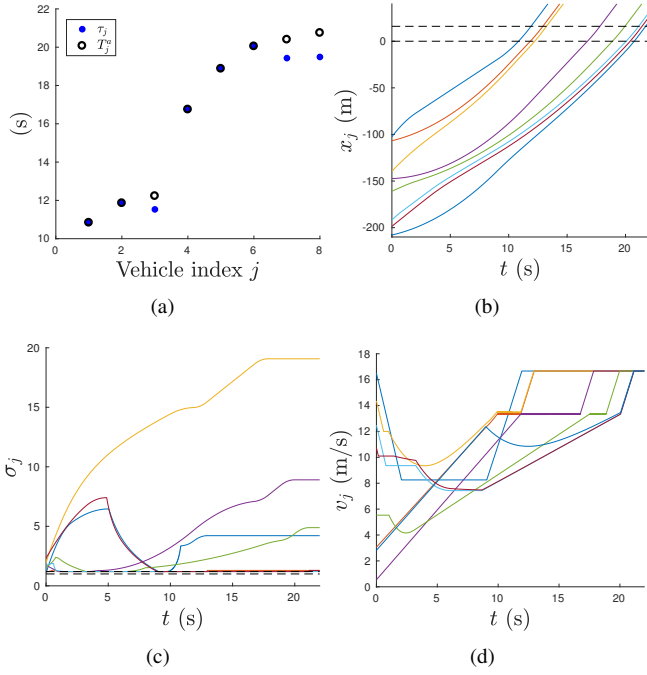 τj
Tja
22
20
18
16
14
12
10
(s)
0 2 4 6 8
Vehicle index j
(a)
0
-50
-100
-150
-200
xj (m)
0 5 10 15 20
t (s)
(b)
20
15
10
5
0
σj
0 5 10 15 20
t (s)
(c)
18
16
14
12
10
8
6
4
2
0
vj (m/s)
0 5 10 15 20
t (s)
(d)